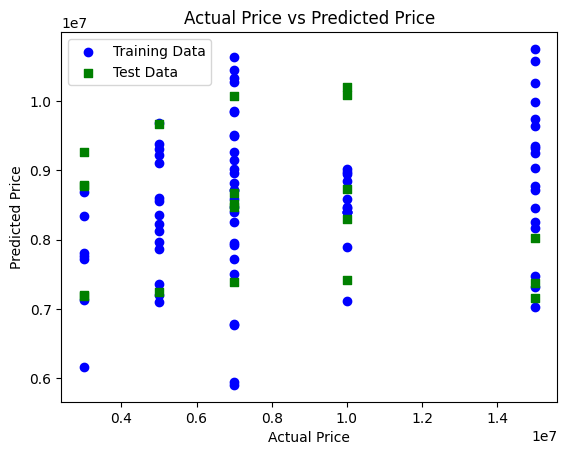 Actual Price vs Predicted Price
1e7
Training Data
Test Data
1.0
0.9
0.8
0.7
0.6
Predicted Price
0.4 0.6 0.8 1.0 1.2 1.4
1e7
Actual Price